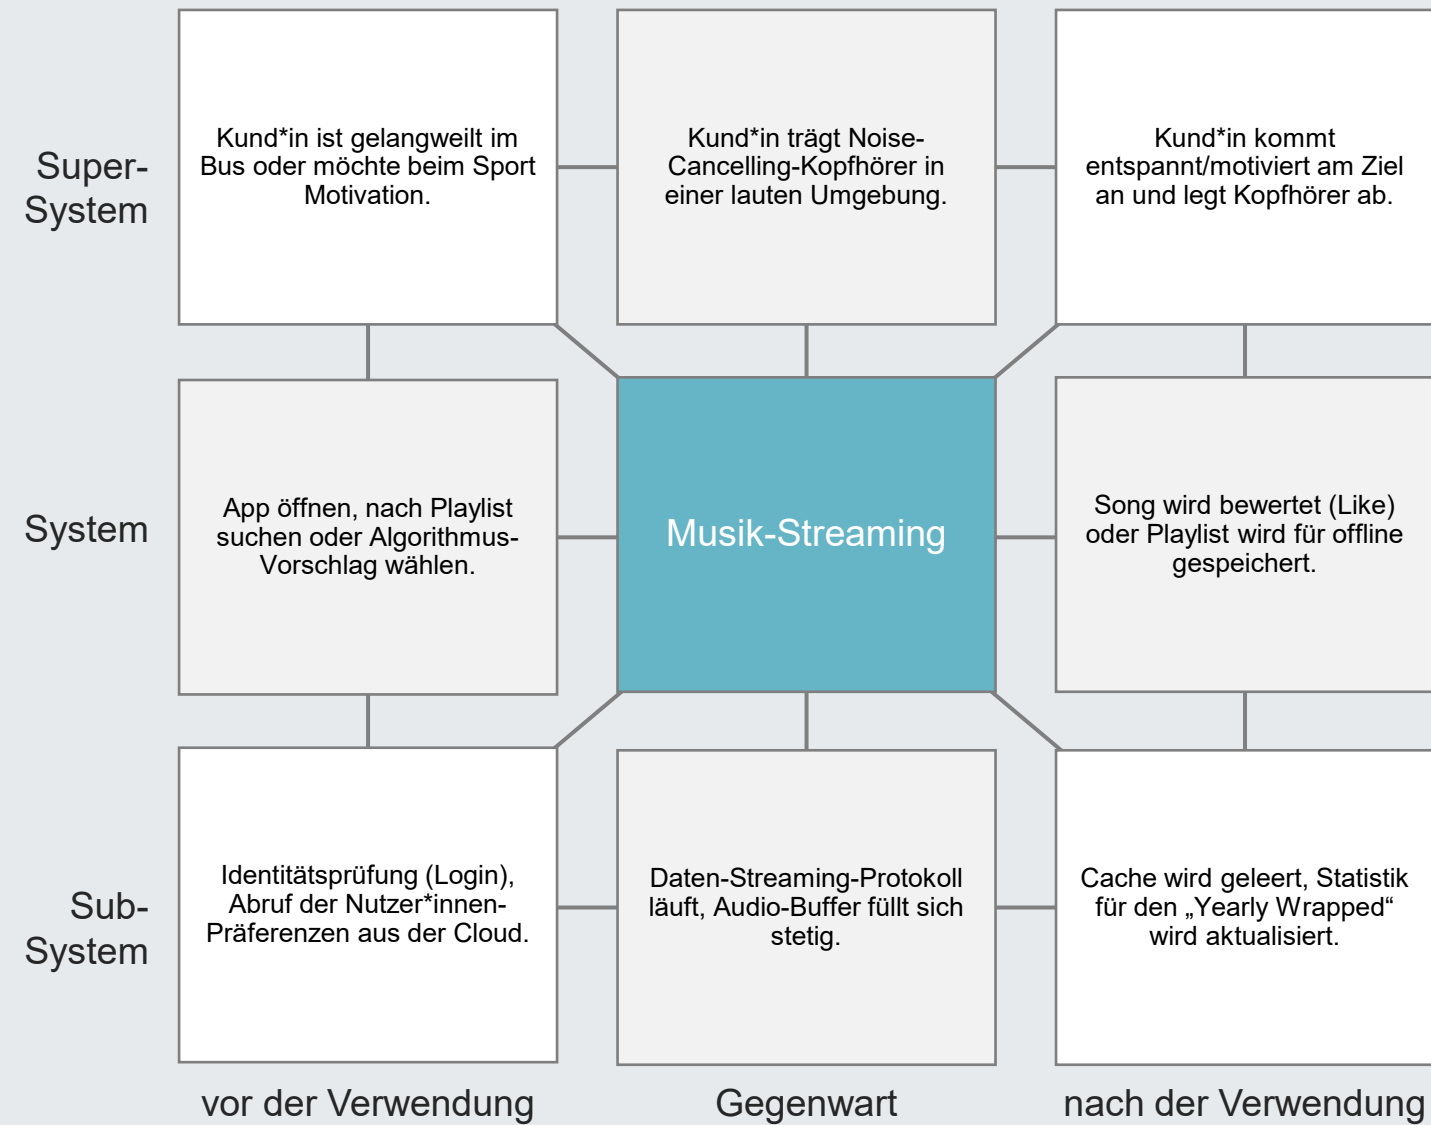 Super-
System
Kund*in ist gelangweilt im
Bus oder möchte beim Sport
Motivation.
Kund*in trägt Noise-
Cancelling-Kopfhörer in
einer lauten Umgebung.
Kund*in kommt
entspannt/motiviert am Ziel
an und legt Kopfhörer ab.
System
App öffnen, nach Playlist
suchen oder Algorithmus-
Vorschlag wählen.
Musik-Streaming
Song wird bewertet (Like)
oder Playlist wird für offline
gespeichert.
Sub-
System
Identitätsprüfung (Login),
Abruf der Nutzer*innen-
Präferenzen aus der Cloud.
Daten-Streaming-Protokoll
läuft, Audio-Buffer füllt sich
stetig.
Cache wird geleert, Statistik
für den „Yearly Wrapped“
wird aktualisiert.
vor der Verwendung
Gegenwart
nach der Verwendung